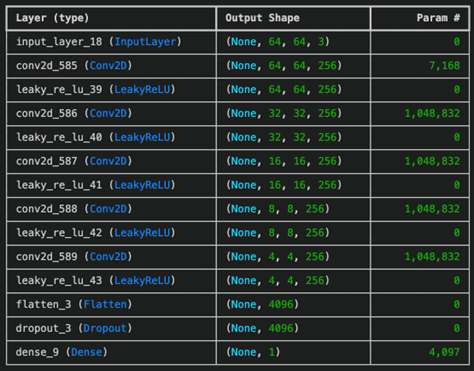 Layer (type) Output Shape Param #
input_layer_18 (InputLayer) (None, 64, 64, 3) 0
conv2d_585 (Conv2D) (None, 64, 64, 256) 7,168
leaky_re_lu_39 (LeakyReLU) (None, 64, 64, 256) 0
conv2d_586 (Conv2D) (None, 32, 32, 256) 1,048,832
leaky_re_lu_40 (LeakyReLU) (None, 32, 32, 256) 0
conv2d_587 (Conv2D) (None, 16, 16, 256) 1,048,832
leaky_re_lu_41 (LeakyReLU) (None, 16, 16, 256) 0
conv2d_588 (Conv2D) (None, 8, 8, 256) 1,048,832
leaky_re_lu_42 (LeakyReLU) (None, 8, 8, 256) 0
conv2d_589 (Conv2D) (None, 4, 4, 256) 1,048,832
leaky_re_lu_43 (LeakyReLU) (None, 4, 4, 256) 0
flatten_3 (Flatten) (None, 4096) 0
dropout_3 (Dropout) (None, 4096) 0
dense_9 (Dense) (None, 1) 4,097